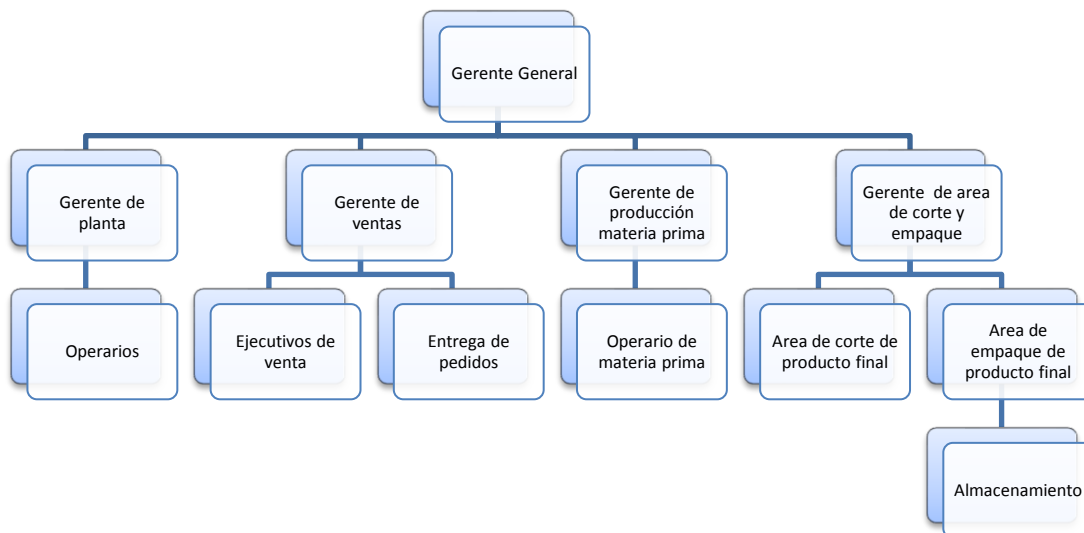 Gerente General
Gerente de
planta
Gerente de
ventas
Gerente de
producción
materia prima
Gerente de area
de corte y
empaque
Operarios
Ejecutivos de
venta
Entrega de
pedidos
Operario de
materia prima
Area de corte de
producto final
Area de
empaque de
producto final
Almacenamiento